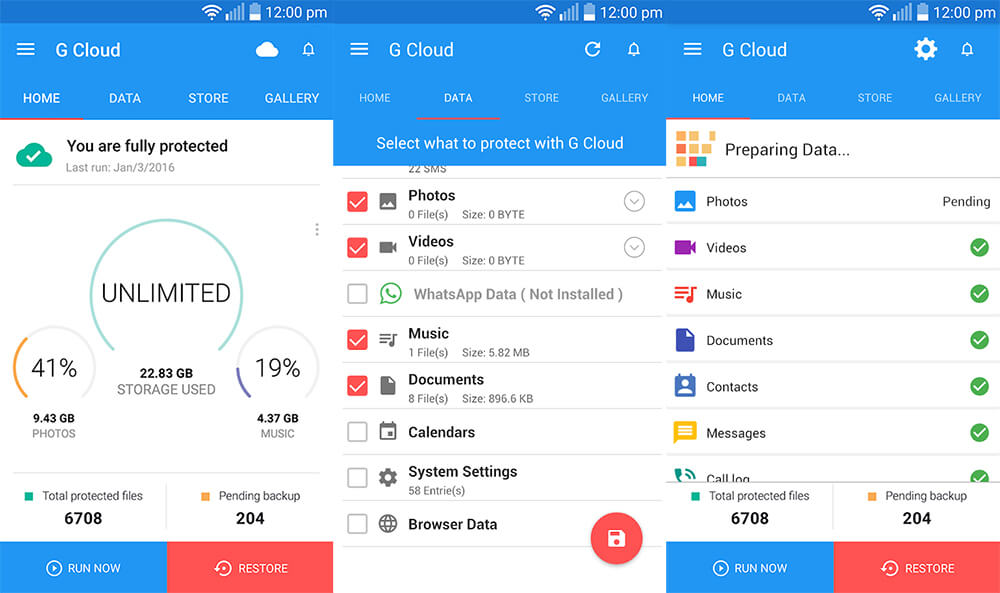 12:00 pm
G Cloud
HOME DATA STORE GALLERY
You are fully protected
Last run: Jan/3/2016
UNLIMITED
41%
22.83 GB
STORAGE USED
19%
9.43 GB
PHOTOS
4.37 GB
MUSIC
Total protected files
6708
Pending backup
204
RUN NOW
RESTORE
12:00 pm
G Cloud
HOME DATA STORE GALLERY
Select what to protect with G Cloud
22 SMS
Photos
0 File(s) Size: 0 BYTE
Videos
0 File(s) Size: 0 BYTE
WhatsApp Data ( Not Installed )
Music
1 File(s) Size: 5.82 MB
Documents
8 File(s) Size: 896.6 KB
Calendars
System Settings
58 Entrie(s)
Browser Data
12:00 pm
G Cloud
HOME DATA STORE GALLERY
Preparing Data...
Photos Pending
Videos
Music
Documents
Contacts
Messages
Call log
Total protected files
6708
Pending backup
204
RUN NOW
RESTORE